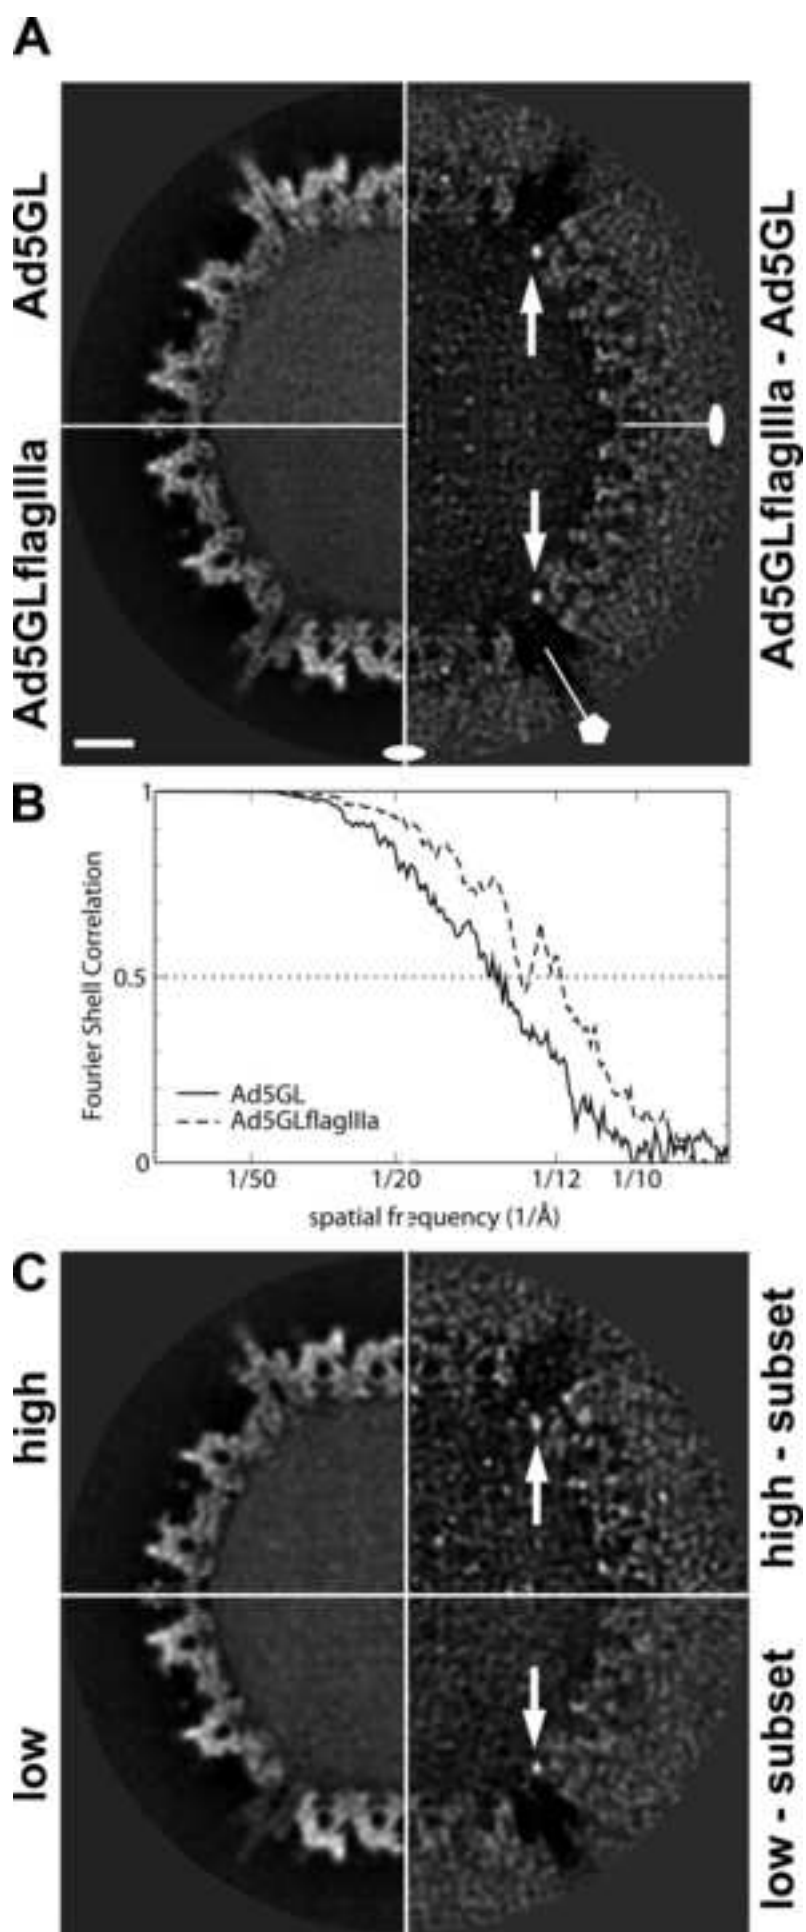 A
Ad5GL
Ad5GLflagIIIa
Ad5GLflagIIIa - Ad5GL
B
1
0.5
0
Fourier Shell Correlation
Ad5GL
Ad5GLflagIIIa
1/50
1/20
1/12
1/10
spatial frequency (1/Å)
C
high
low
high - subset
low - subset